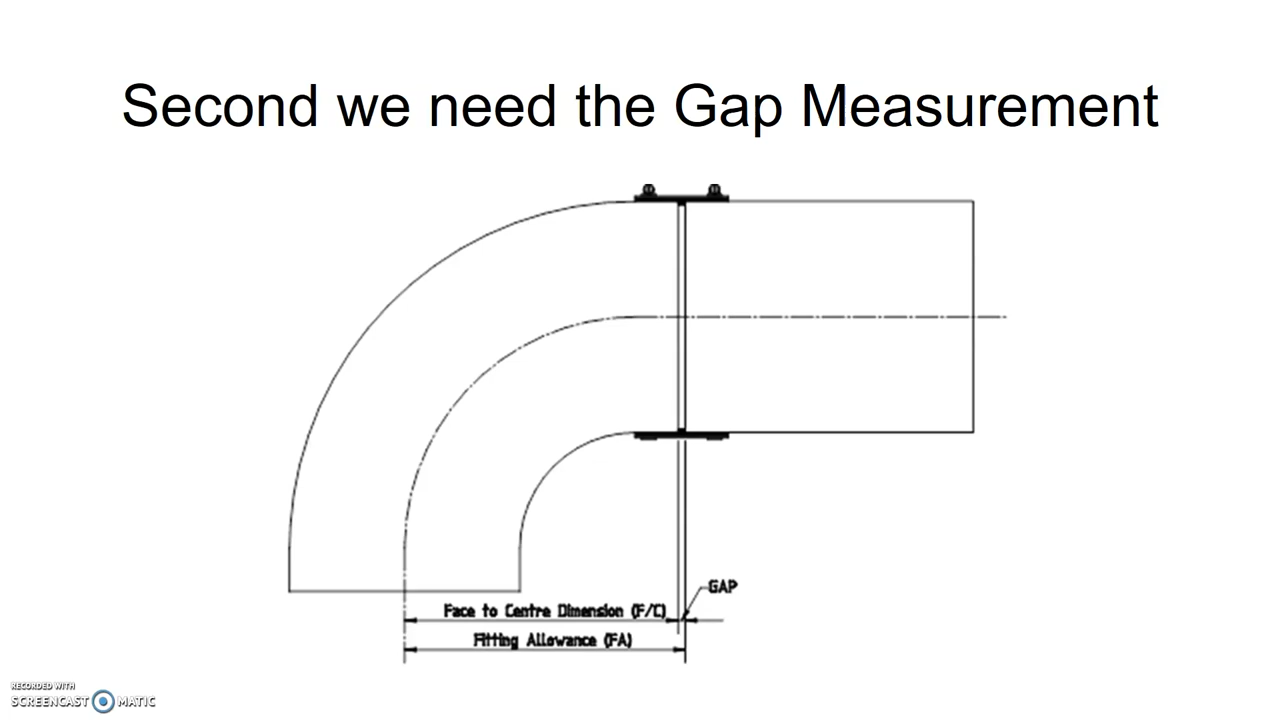 Second we need the Gap Measurement
GAP
Face to Centre Dimension (F/C)
Fitting Allowance (FA)
RECORDED WITH
SCREENCAST MATIC